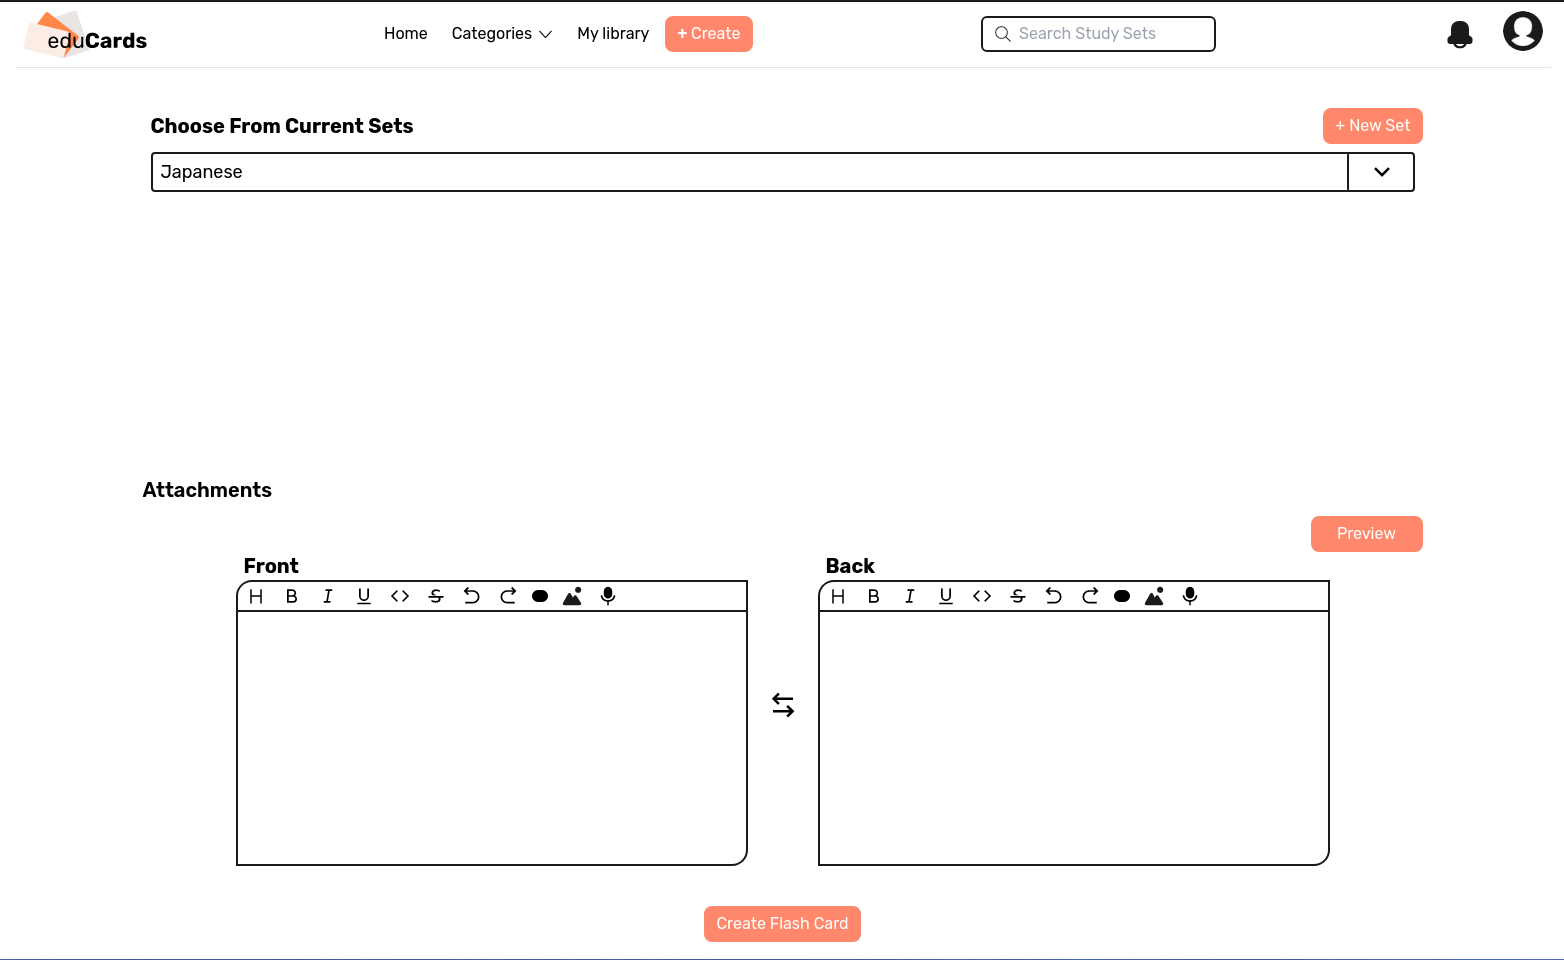 eduCards
Home Categories My library + Create Search Study Sets
Choose From Current Sets + New Set
Japanese
Attachments
Preview
Front Back
Create Flash Card